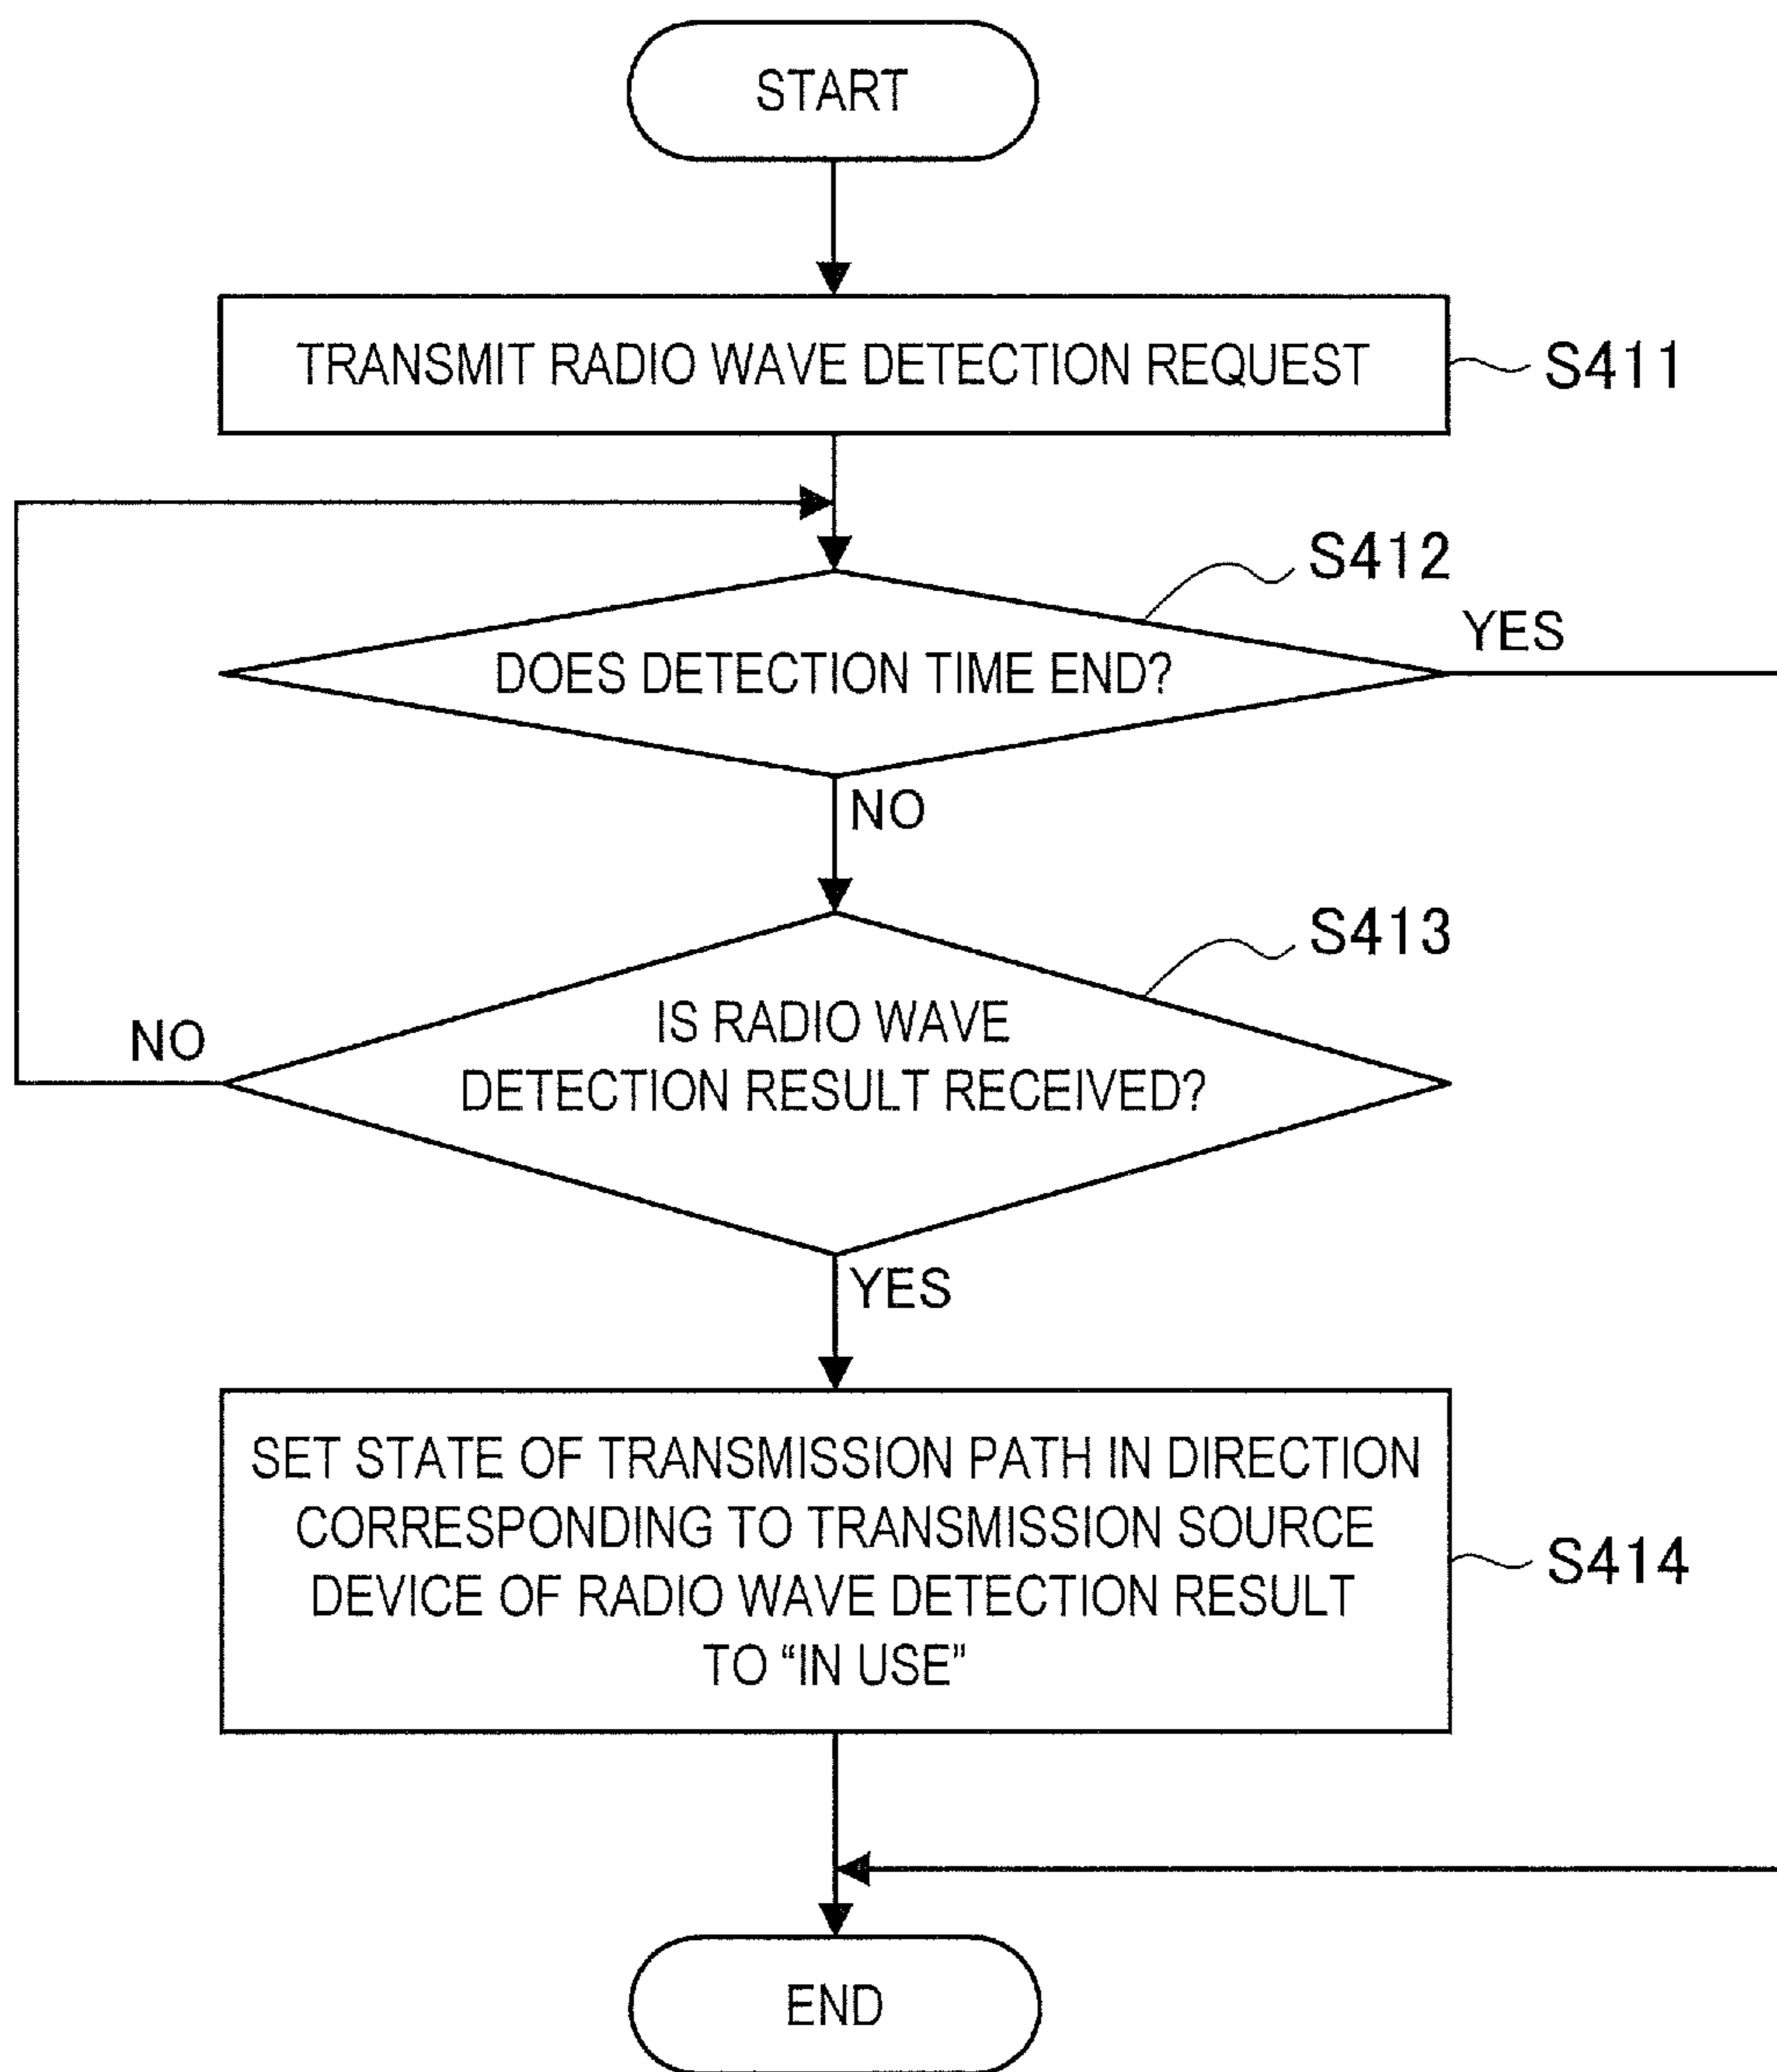 START
TRANSMIT RADIO WAVE DETECTION REQUEST
S411
S412
YES
DOES DETECTION TIME END?
NO
S413
IS RADIO WAVE
DETECTION RESULT RECEIVED?
NO
YES
SET STATE OF TRANSMISSION PATH IN DIRECTION
CORRESPONDING TO TRANSMISSION SOURCE
DEVICE OF RADIO WAVE DETECTION RESULT
TO “IN USE”
S414
END